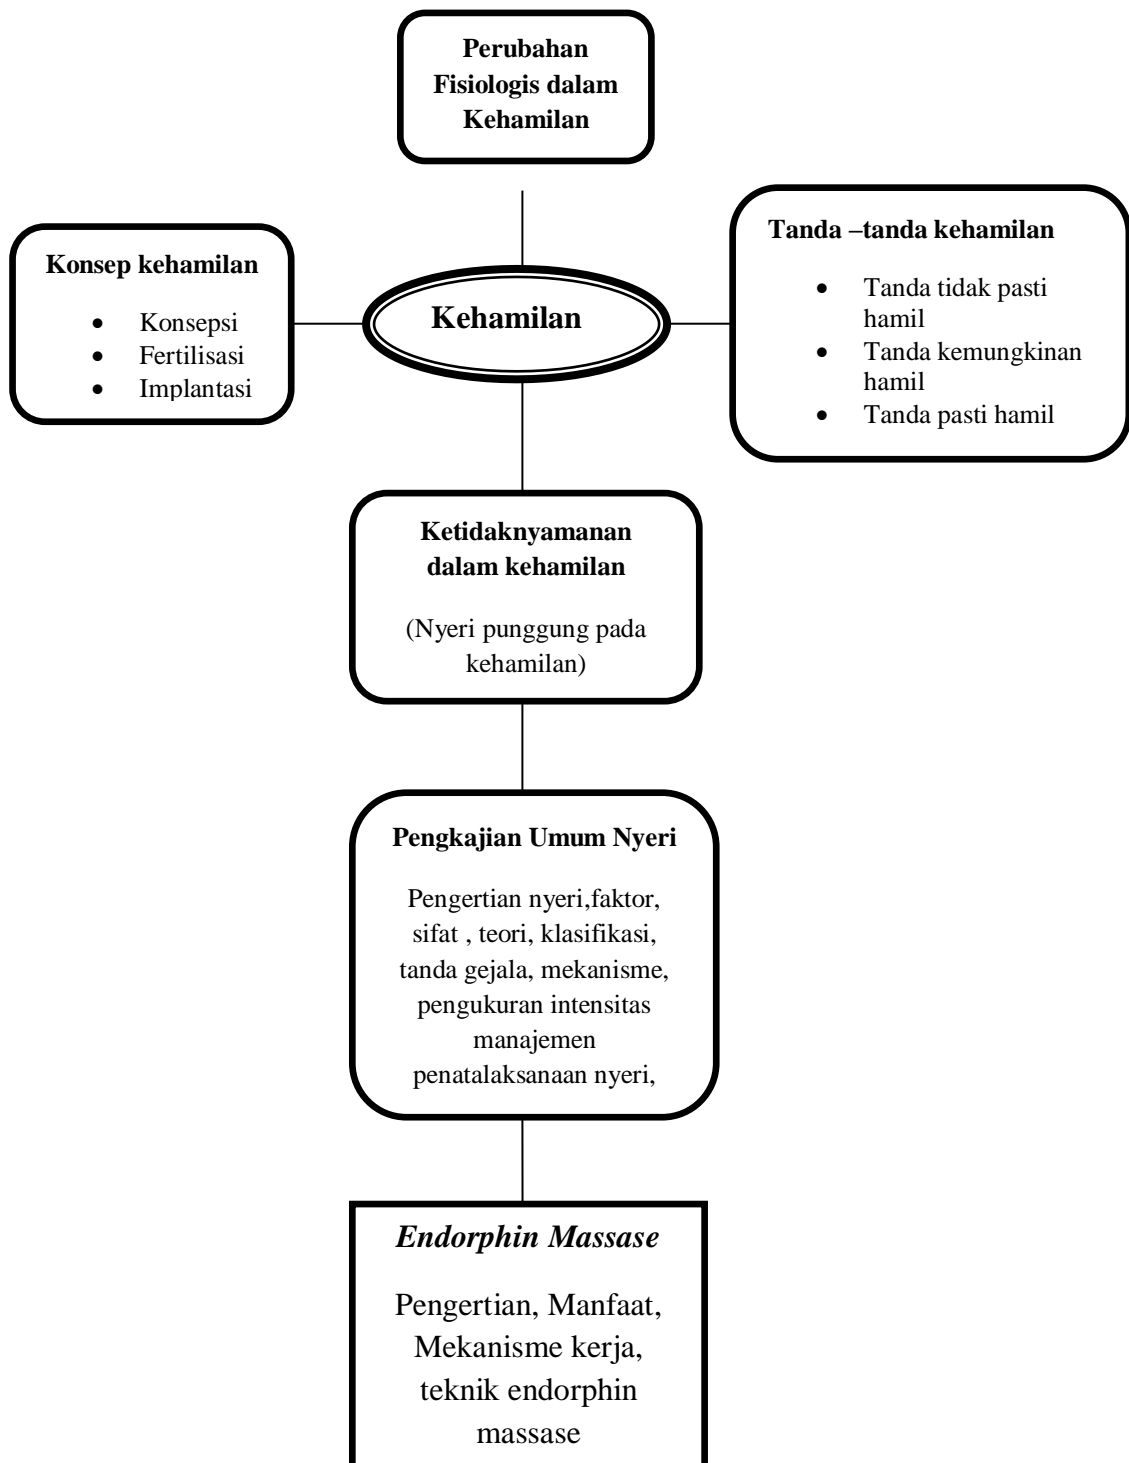 Perubahan
Fisiologis dalam
Kehamilan
Konsep kehamilan
• Konsepsi
• Fertilisasi
• Implantasi
Kehamilan
Tanda –tanda kehamilan
• Tanda tidak pasti
hamil
• Tanda kemungkinan
hamil
• Tanda pasti hamil
Ketidaknyamanan
dalam kehamilan
(Nyeri punggung pada
kehamilan)
Pengkajian Umum Nyeri
Pengertian nyeri,faktor,
sifat , teori, klasifikasi,
tanda gejala, mekanisme,
pengukuran intensitas
manajemen
penatalaksanaan nyeri,
Endorphin Massase
Pengertian, Manfaat,
Mekanisme kerja,
teknik endorphin
massase